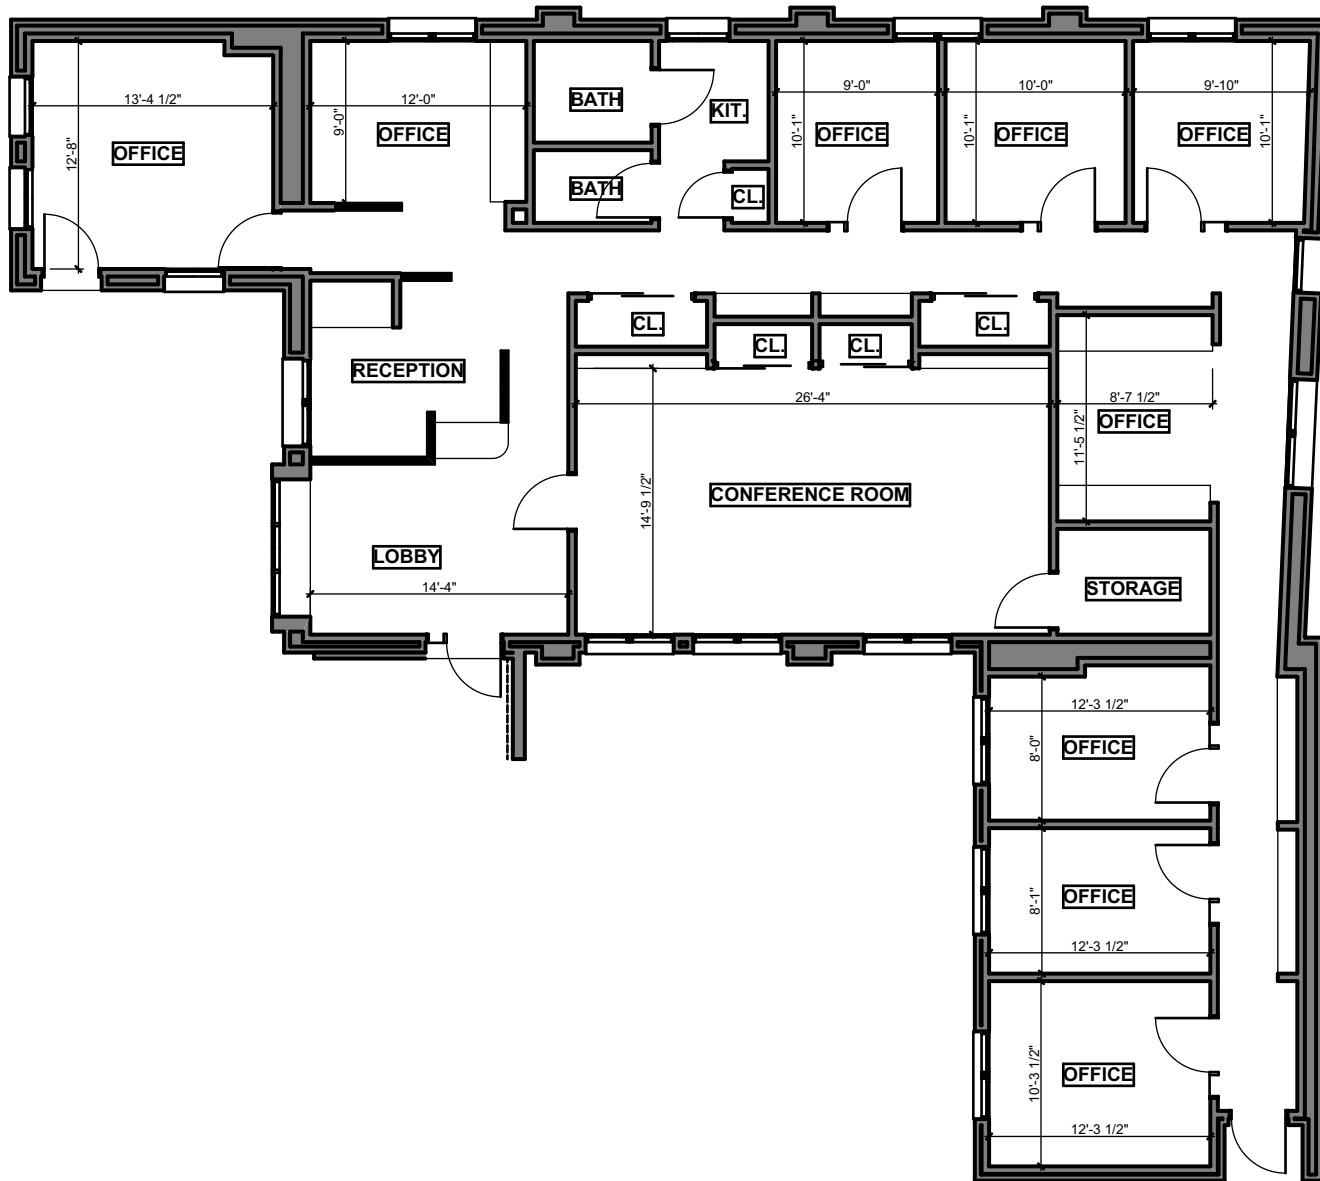 13'-4 1/2"
12'-8"
OFFICE
12'-0"
9'-0"
OFFICE
BATH
KIT.
BATH
CL.
9'-0"
10'-1"
OFFICE
10'-0"
10'-1"
OFFICE
9'-10"
10'-1"
OFFICE
CL.
CL.
CL.
CL.
RECEPTION
26'-4"
14'-9 1/2"
CONFERENCE ROOM
8'-7 1/2"
11'-5 1/2"
OFFICE
LOBBY
14'-4"
STORAGE
12'-3 1/2"
8'-0"
OFFICE
8'-1"
OFFICE
12'-3 1/2"
10'-3 1/2"
OFFICE
12'-3 1/2"